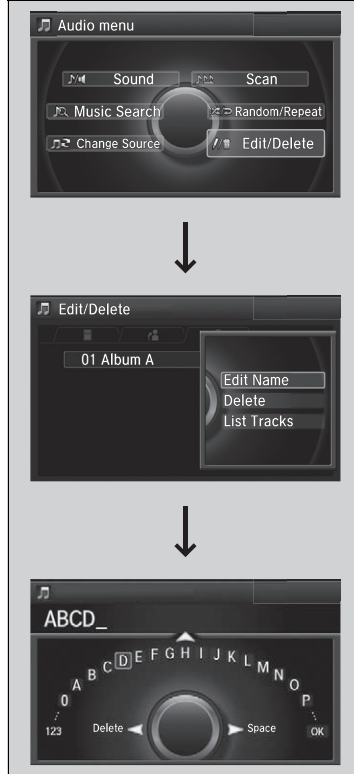 Audio menu
Sound Scan
Music Search Random/Repeat
Change Source Edit/Delete
Edit/Delete
01 Album A
Edit Name
Delete
List Tracks
ABCD_
0 A B C D E F G H I J K L M N O P
123 Delete Space OK